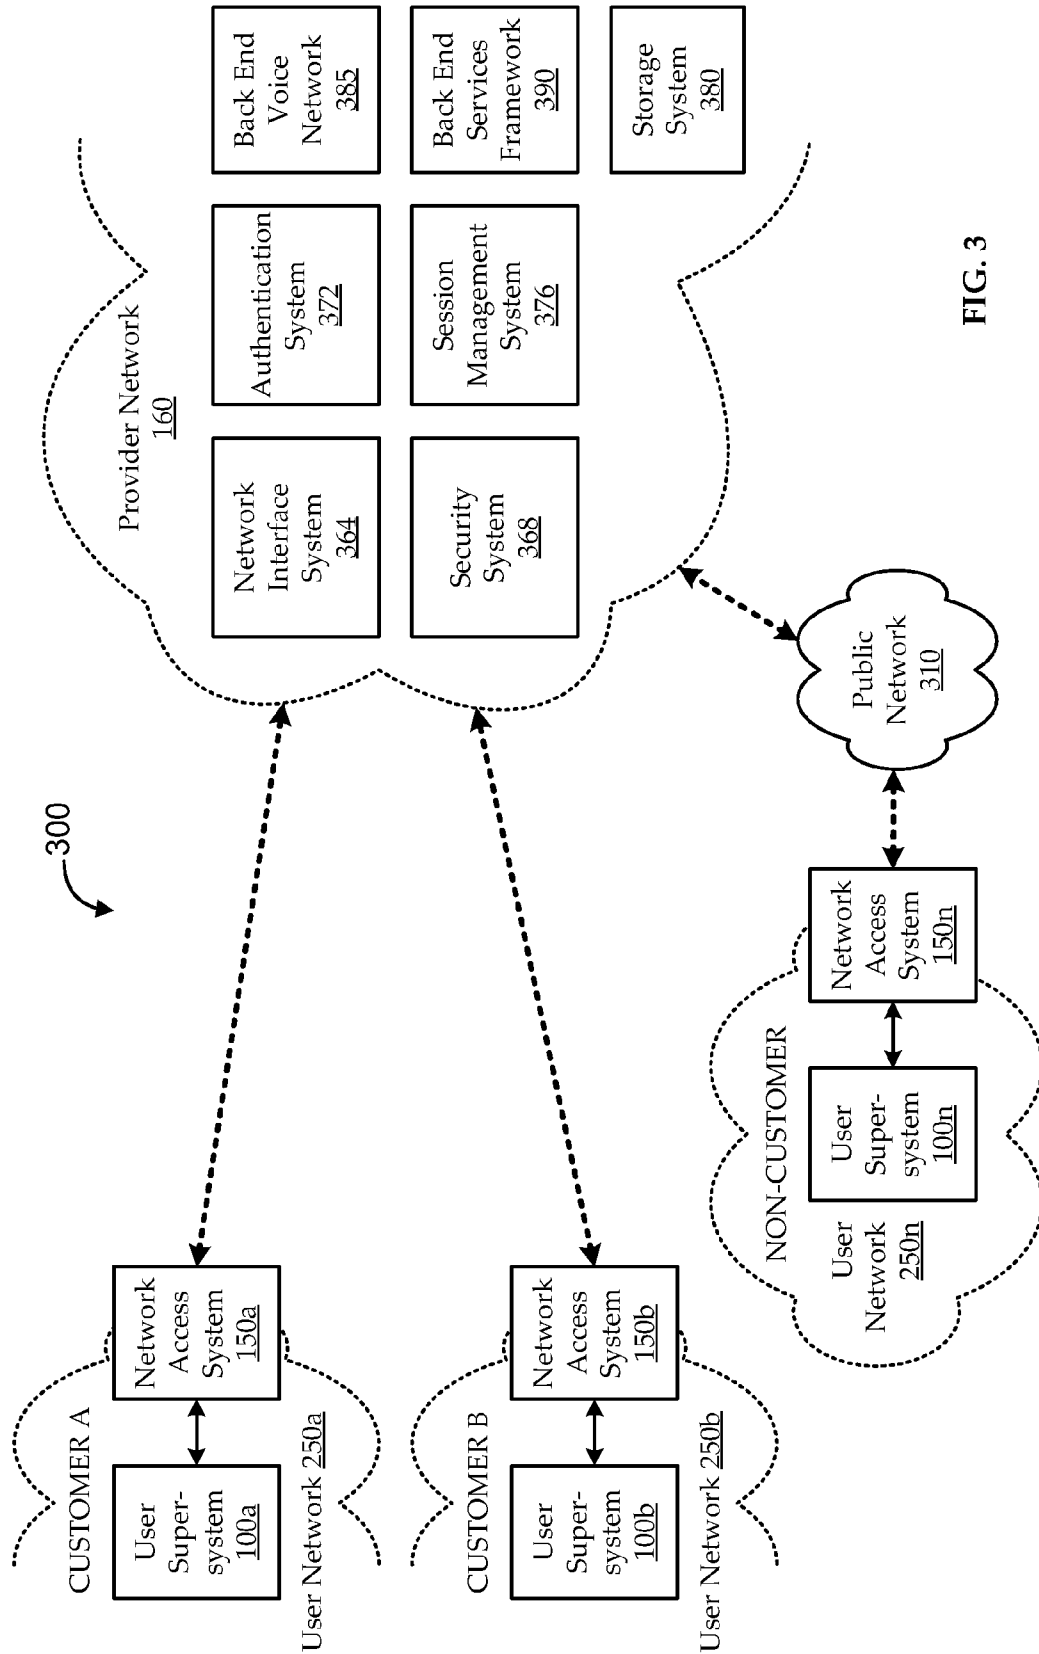 300
CUSTOMER A
User
Super-
system
100a
Network
Access
System
150a
User Network 250a
CUSTOMER B
User
Super-
system
100b
Network
Access
System
150b
User Network 250b
NON-CUSTOMER
User
Network
250n
User
Super-
system
100n
Network
Access
System
150n
Public
Network
310
Provider Network
160
Network
Interface
System
364
Authentication
System
372
Back End
Voice
Network
385
Security
System
368
Session
Management
System
376
Back End
Services
Framework
390
Storage
System
380
FIG. 3